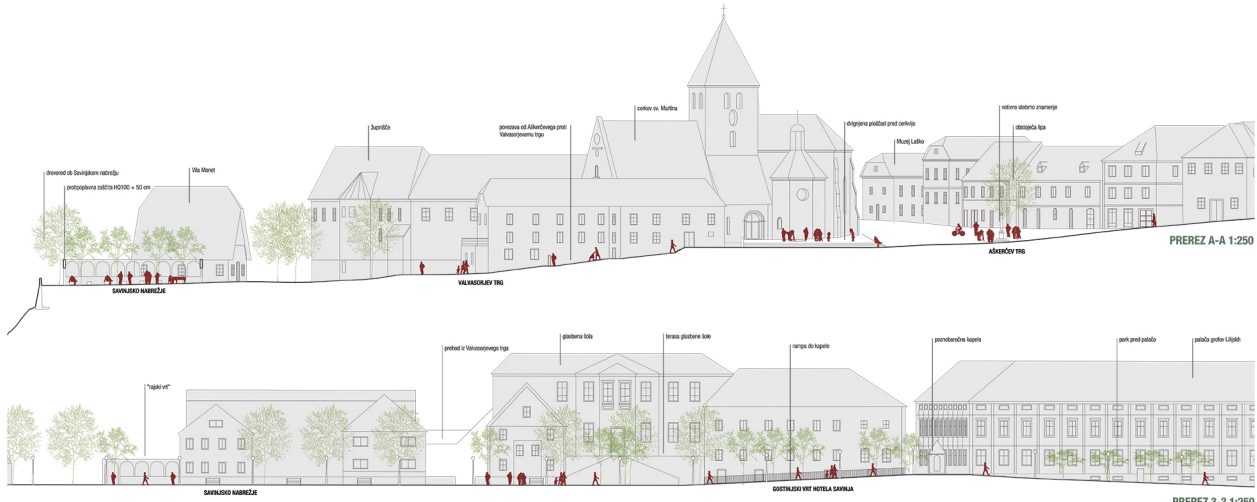 drevored ob Savinjskem nabrežju
protipoplavna zaščita HQ100 + 50 cm
Vila Menet
župnišče
povezava od Aškerčevega proti
Valvasorjevemu trgu
cerkev sv. Martina
dvignjena ploščad pred cerkvijo
Muzej Laško
votivno stebrno znamenje
obstoječa lipa
PREREZ A-A 1:250
SAVINJSKO NABREŽJE
VALVASORJEV TRG
AŠKERČEV TRG
"rajski vrt"
prehod iz Valvasorjevega trga
glasbena šola
terasa glasbene šole
rampa do kapele
poznobaročna kapela
park pred palačo
palača grofov Lilijskh
SAVINJSKO NABREŽJE
GOSTINJSKI VRT HOTELA SAVINJA